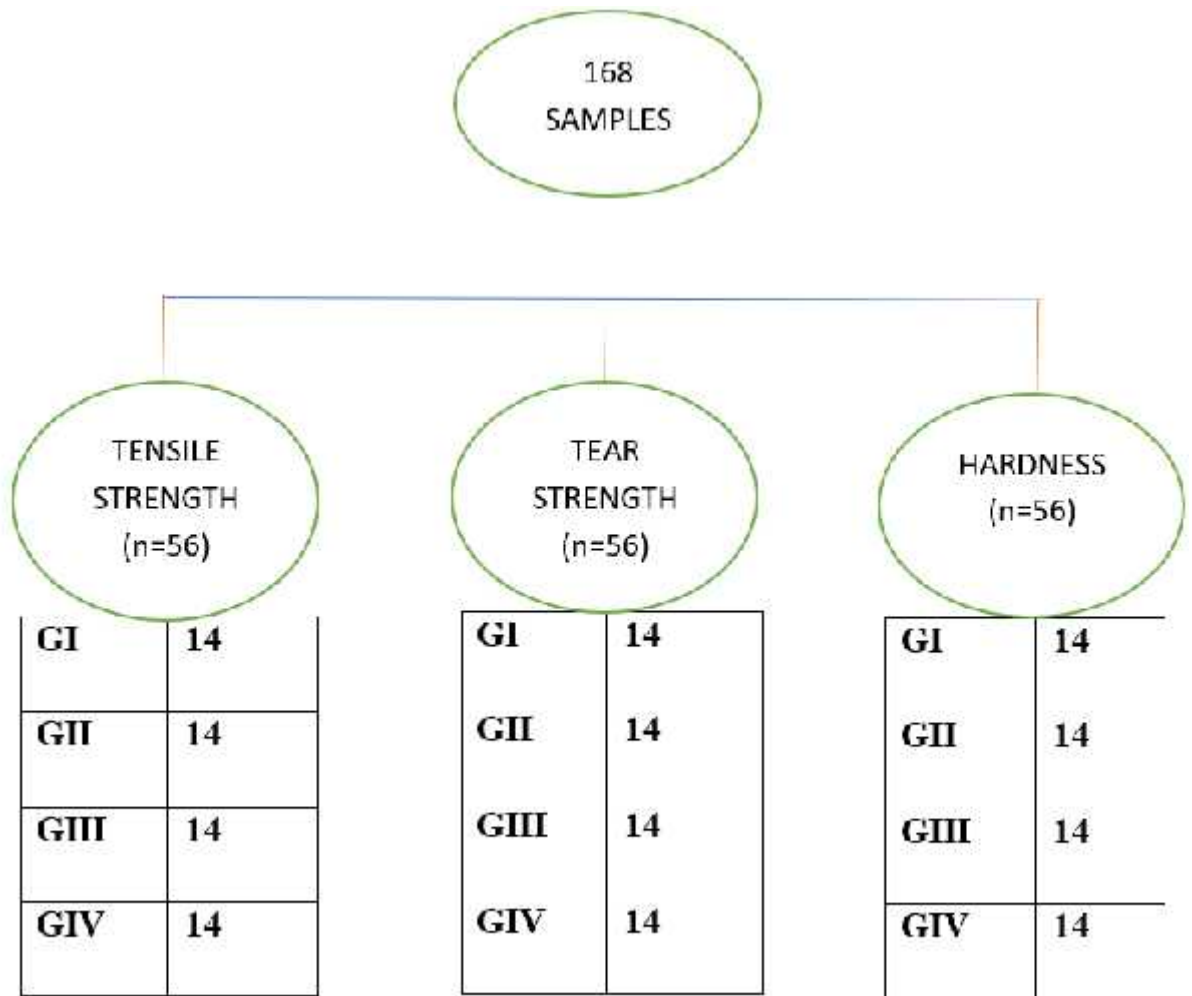 168
SAMPLES
TENSILE
STRENGTH
(n=56)
GI 14
GII 14
GIII 14
GIV 14
TEAR
STRENGTH
(n=56)
GI 14
GII 14
GIII 14
GIV 14
HARDNESS
(n=56)
GI 14
GII 14
GIII 14
GIV 14